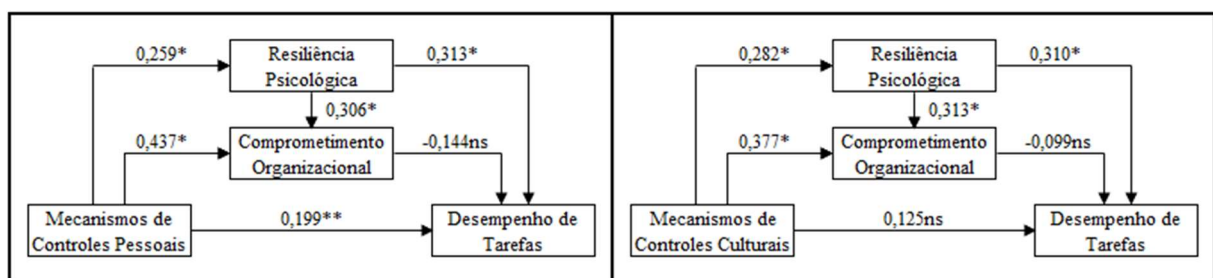 0,259*
Resiliência
Psicológica
0,313*
0,306*
0,437*
Comprometimento
Organizacional
-0,144ns
Mecanismos de
Controles Pessoais
0,199**
Desempenho de
Tarefas
0,282*
Resiliência
Psicológica
0,310*
0,313*
0,377*
Comprometimento
Organizacional
-0,099ns
Mecanismos de
Controles Culturais
0,125ns
Desempenho de
Tarefas